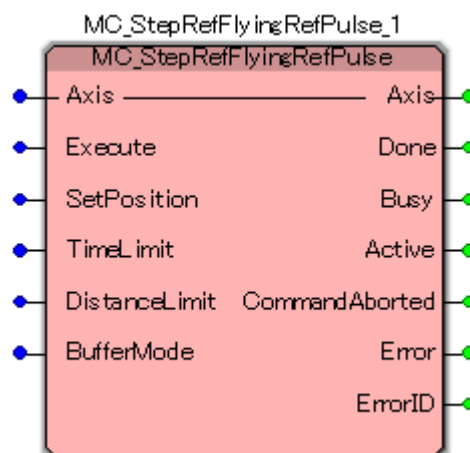 MC_StepRefFlyingRefPulse_1
MC_StepRefFlyingRefPulse
Axis Axis
Execute Done
SetPosition Busy
TimeLimit Active
DistanceLimit CommandAborted
BufferMode Error
ErrorID